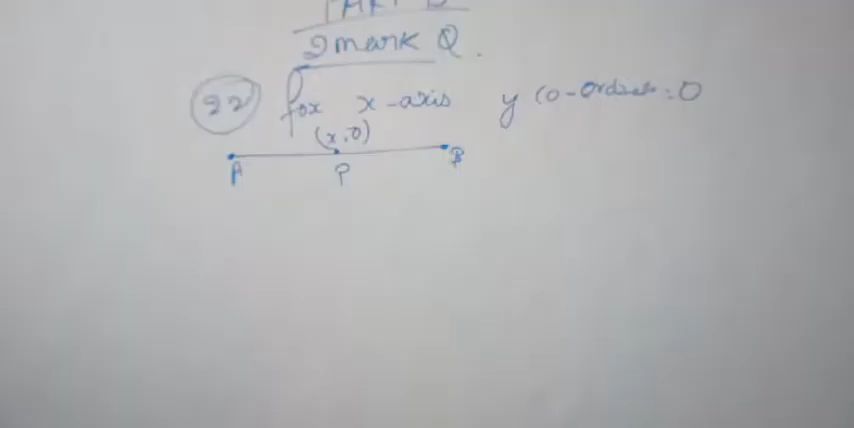 PART B
2 mark Q.
22 for x-axis y co-ordinate = 0
(x, 0)
A P B